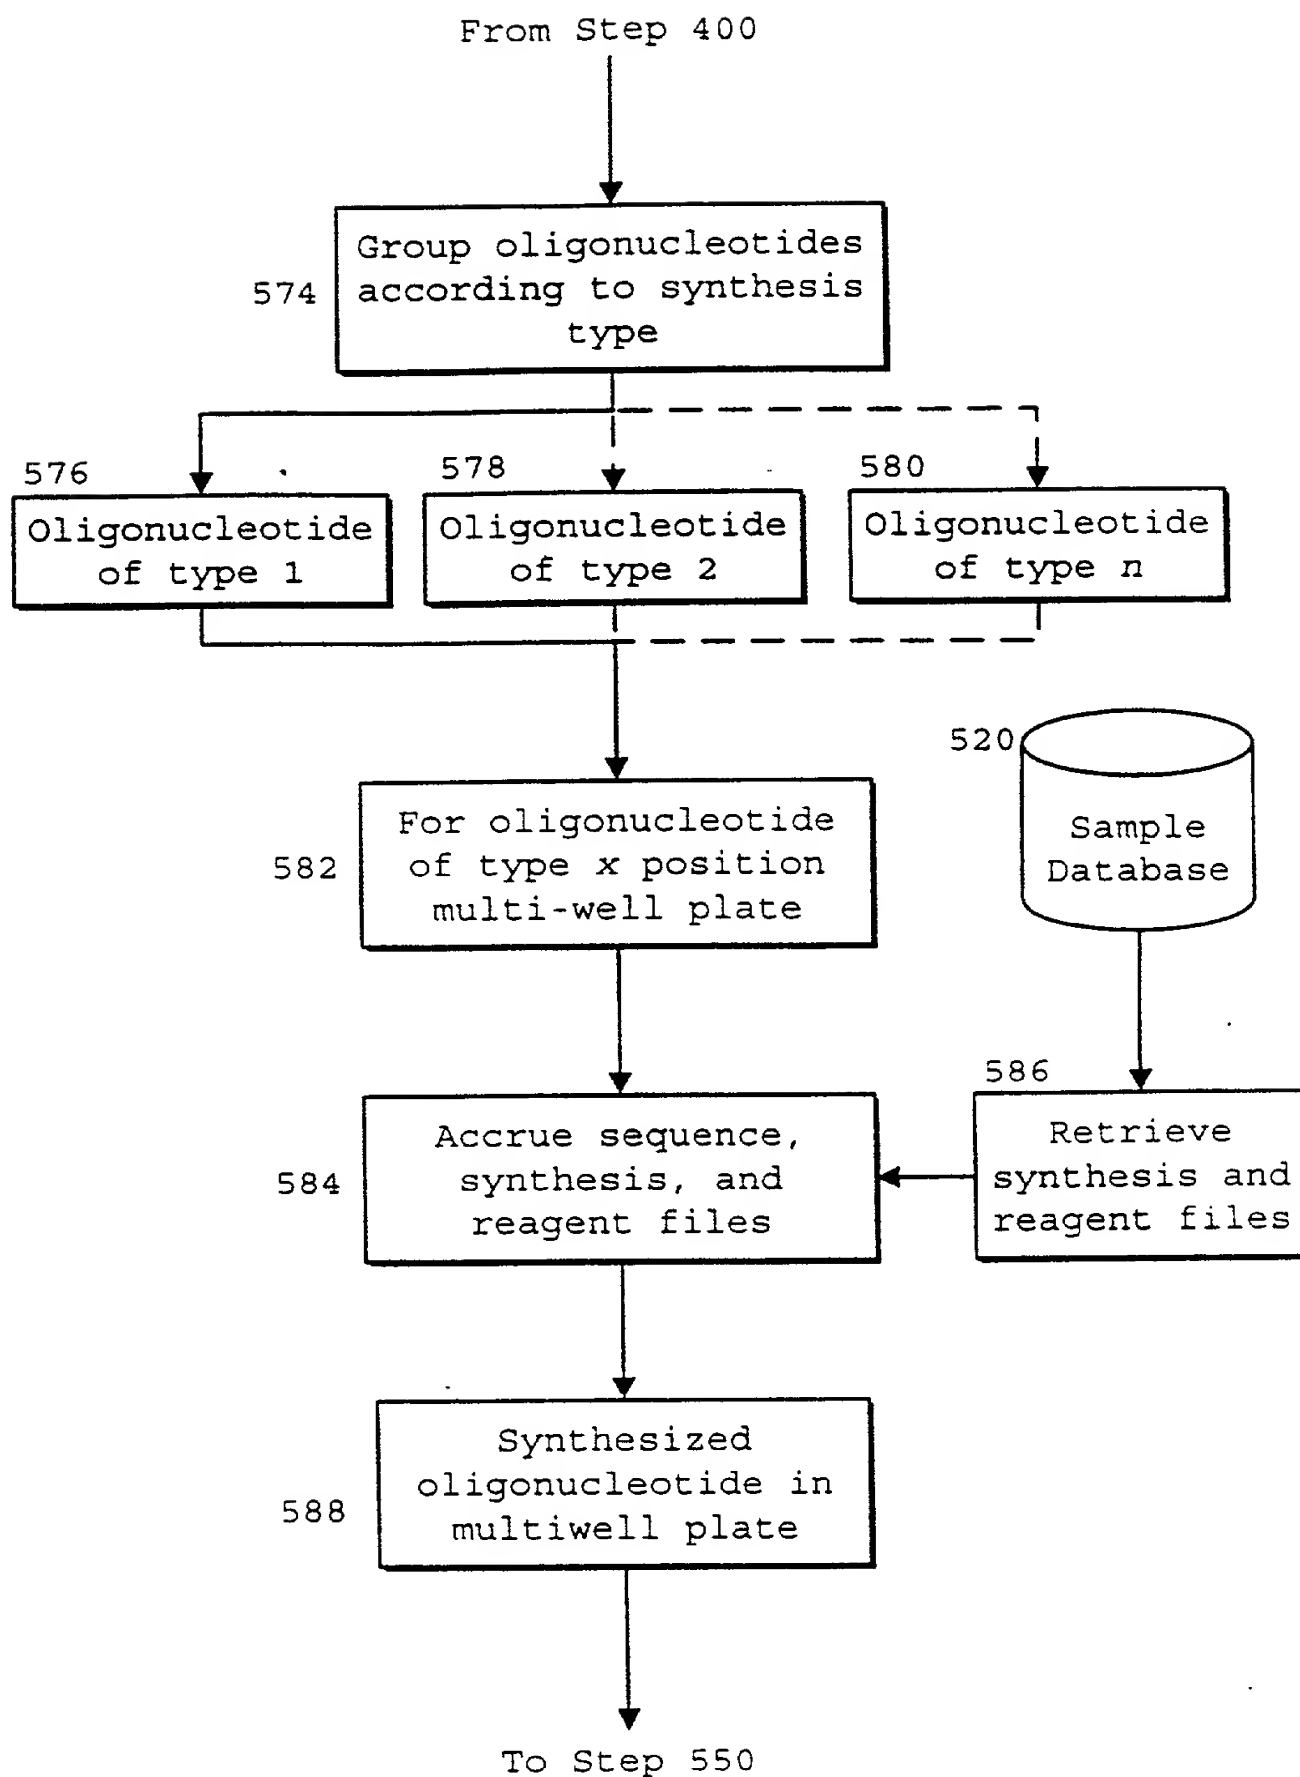 From Step 400
Group oligonucleotides
574
according to synthesis
type
576
578
580
Oligonucleotide
of type 1
Oligonucleotide
of type 2
Oligonucleotide
of type n
520
Sample
Database
For oligonucleotide
582
of type x position
multi-well plate
586
Retrieve
synthesis and
reagent files
Accrue sequence,
584
synthesis, and
reagent files
Synthesized
588
oligonucleotide in
multiwell plate
To Step 550